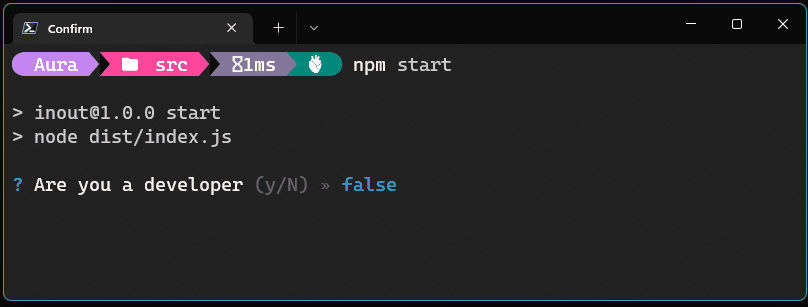 Confirm
Aura src 1ms npm start
> inout@1.0.0 start
> node dist/index.js
? Are you a developer (y/N) » false